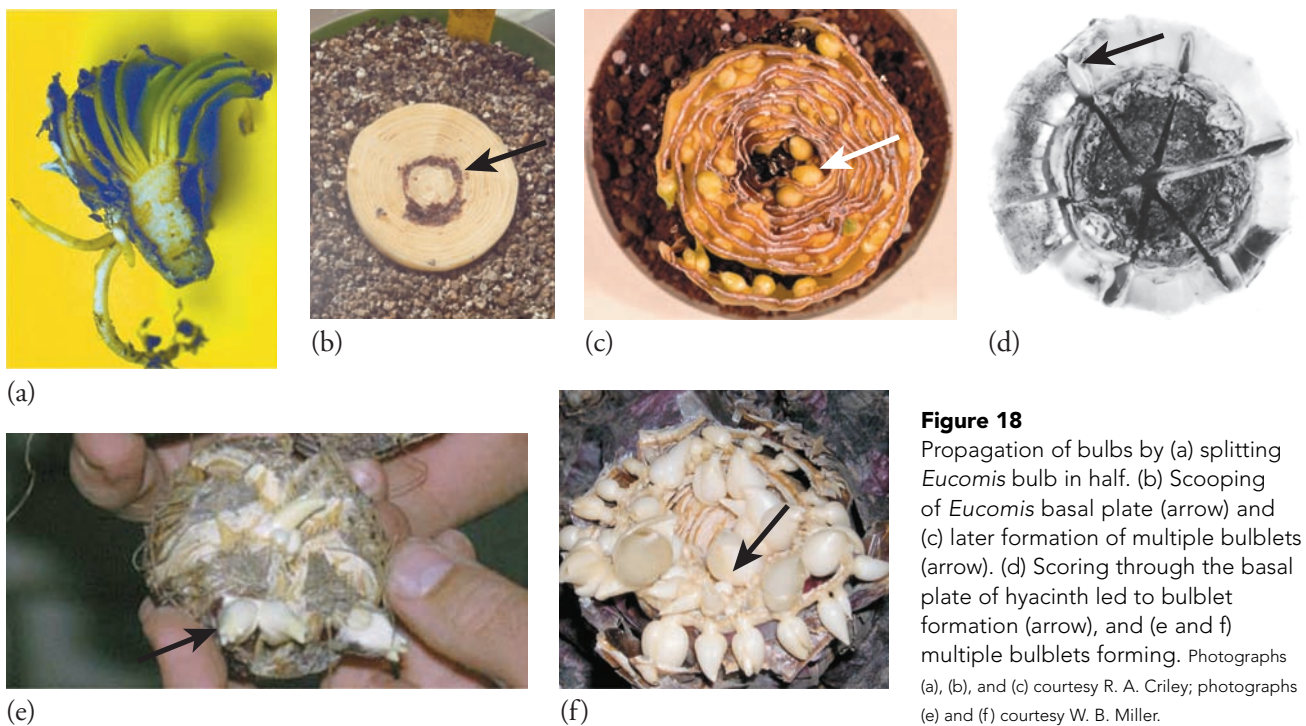 (a)
(b)
(c)
(d)
(e)
(f)
Figure 18
Propagation of bulbs by (a) splitting
Eucomis bulb in half. (b) Scooping
of Eucomis basal plate (arrow) and
(c) later formation of multiple bulblets
(arrow). (d) Scoring through the basal
plate of hyacinth led to bulblet
formation (arrow), and (e and f)
multiple bulblets forming. Photographs
(a), (b), and (c) courtesy R. A. Criley; photographs
(e) and (f) courtesy W. B. Miller.